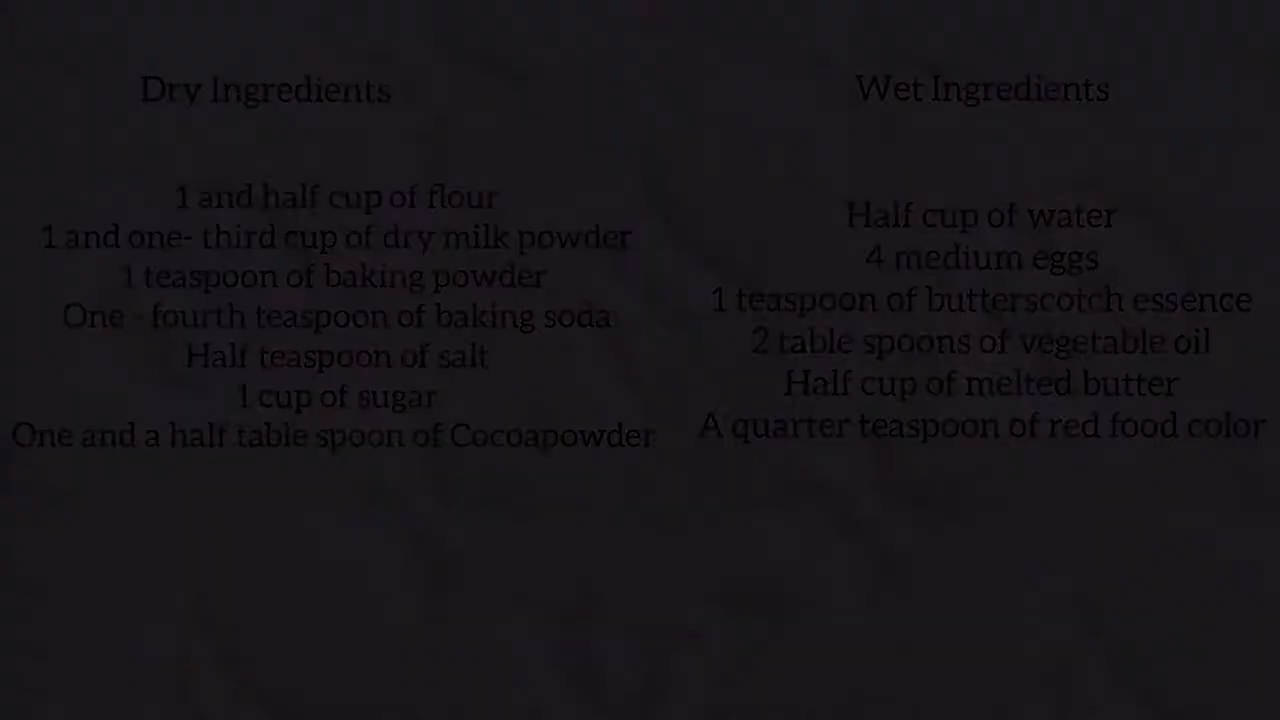 Dry Ingredients
1 and half cup of flour
1 and one- third cup of dry milk powder
1 teaspoon of baking powder
One - fourth teaspoon of baking soda
Half teaspoon of salt
1 cup of sugar
One and a half table spoon of Cocoapowder
Wet Ingredients
Half cup of water
4 medium eggs
1 teaspoon of butterscotch essence
2 table spoons of vegetable oil
Half cup of melted butter
A quarter teaspoon of red food color